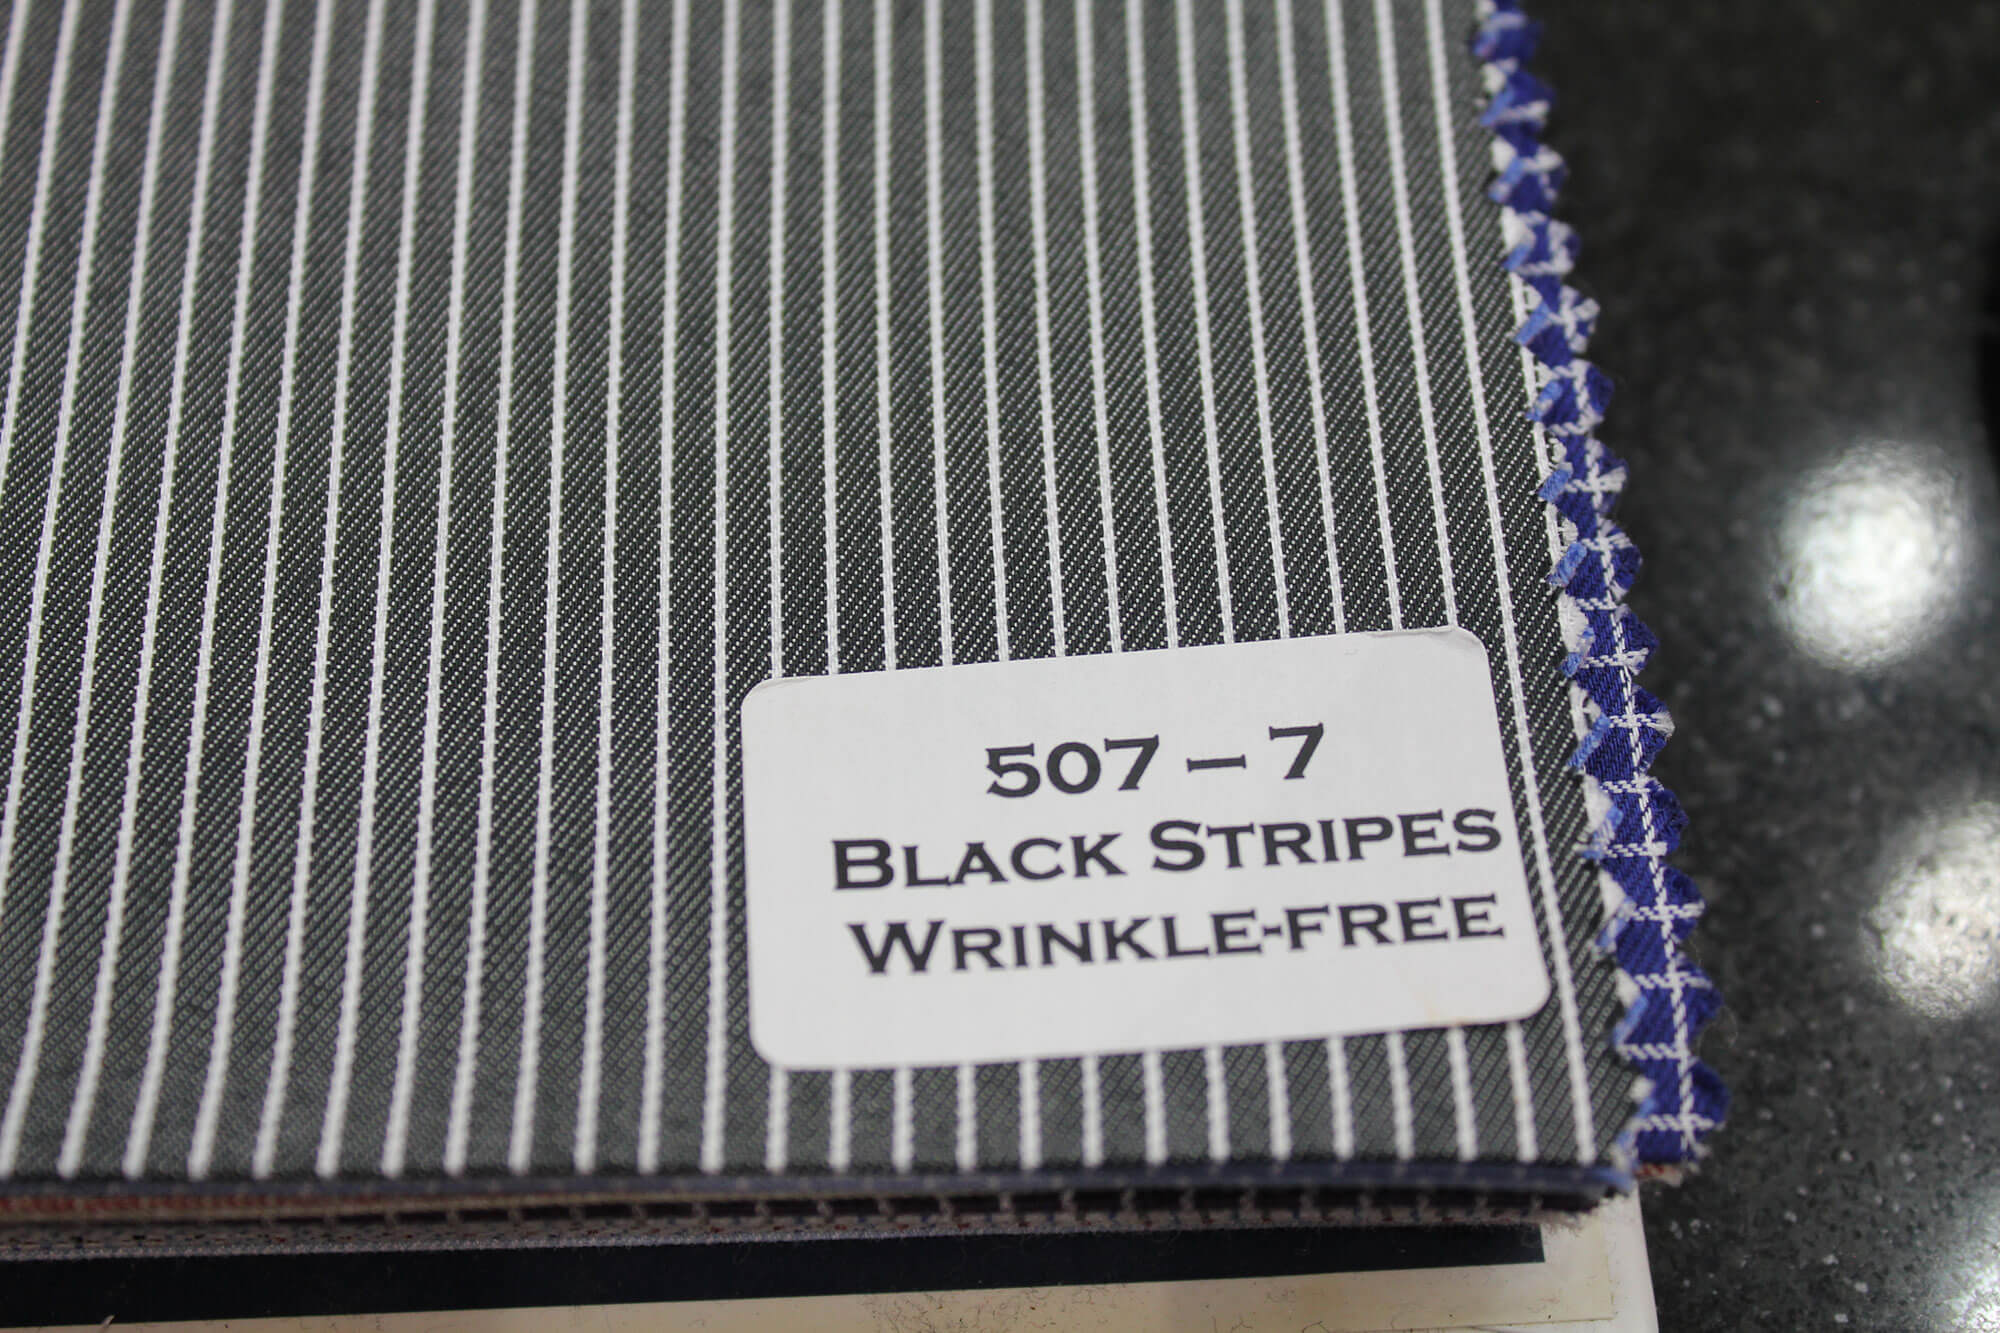 507 – 7
Black Stripes
Wrinkle-free